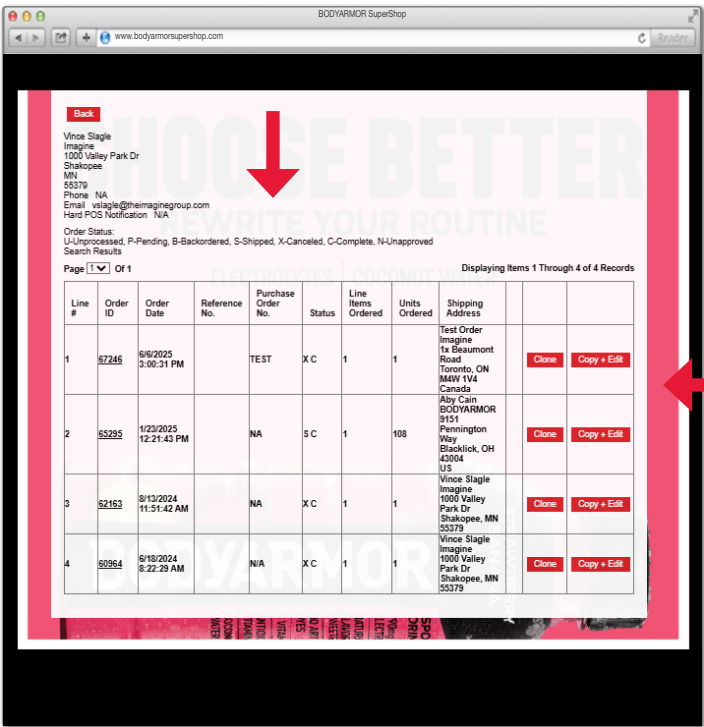 BODYARMOR SuperShop
www.bodyarmorsupershop.com
Reader
CHOOSE BETTER
REWRITE YOUR ROUTINE
ELECTROLYTES | COCONUT WATER
Back
Vince Slagle
Imagine
1000 Valley Park Dr
Shakopee
MN
55379
Phone NA
Email vslagle@theimaginegroup.com
Hard POS Notification N/A
Order Status:
U-Unprocessed, P-Pending, B-Backordered, S-Shipped, X-Canceled, C-Complete, N-Unapproved
Search Results
Page 1 Of 1
Displaying Items 1 Through 4 of 4 Records
Line # Order ID Order Date Reference No. Purchase Order No. Status Line Items Ordered Units Ordered Shipping Address
1 67246 6/6/2025 3:00:31 PM TEST X C 1 1
Test Order
Imagine
1x Beaumont
Road
Toronto, ON
M4W 1V4
Canada
Clone Copy + Edit
2 65295 1/23/2025 12:21:43 PM NA S C 1 108
Aby Cain
BODYARMOR
9151
Pennington
Way
Blacklick, OH
43004
US
Clone Copy + Edit
3 62163 8/13/2024 11:51:42 AM NA X C 1 1
Vince Slagle
Imagine
1000 Valley
Park Dr
Shakopee, MN
55379
Clone Copy + Edit
4 60964 6/18/2024 8:22:29 AM N/A X C 1 1
Vince Slagle
Imagine
1000 Valley
Park Dr
Shakopee, MN
55379
Clone Copy + Edit
BODYARMOR
STRAWBERRY
BANANA